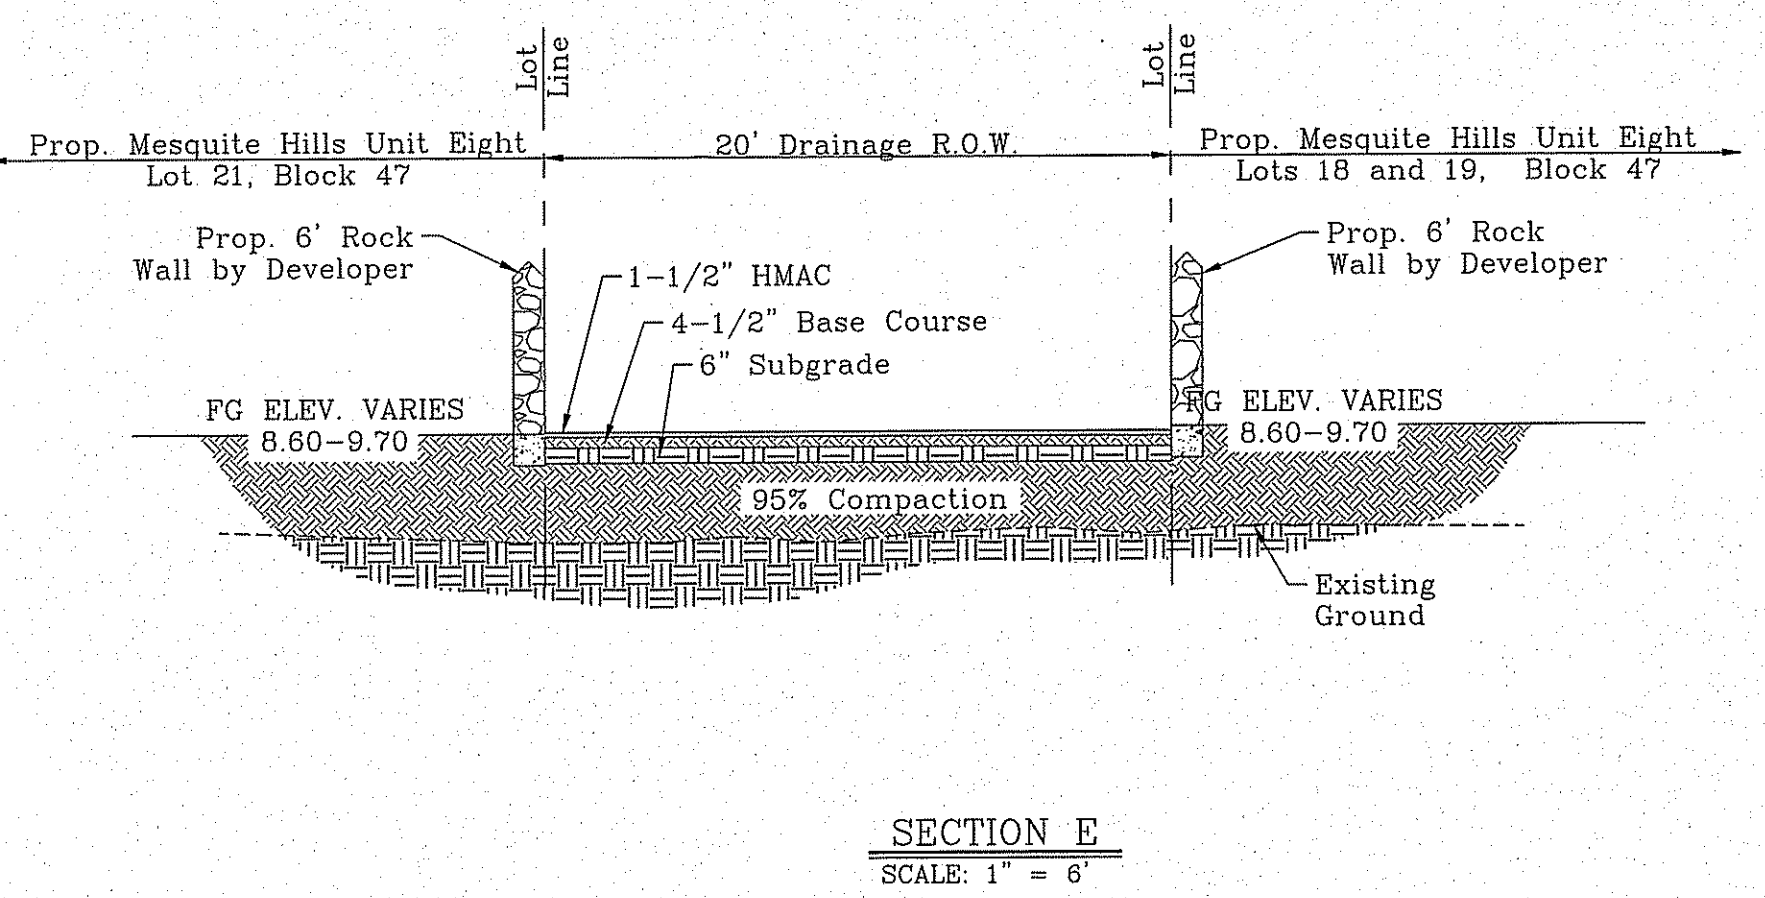 Lot
Line
Lot
Line
Prop. Mesquite Hills Unit Eight
Lot 21, Block 47
20' Drainage R.O.W.
Prop. Mesquite Hills Unit Eight
Lots 18 and 19, Block 47
Prop. 6' Rock
Wall by Developer
Prop. 6' Rock
Wall by Developer
1-1/2" HMAC
4-1/2" Base Course
6" Subgrade
FG ELEV. VARIES
8.60-9.70
FG ELEV. VARIES
8.60-9.70
95% Compaction
Existing
Ground
SECTION E
SCALE: 1" = 6'